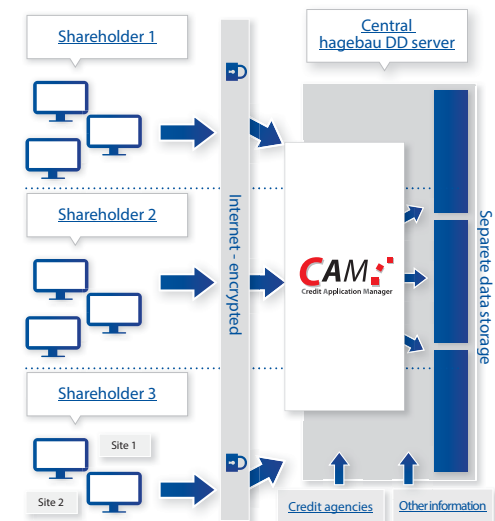 Shareholder 1
Central
hagebau DD server
Shareholder 2
Internet - encrypted
CAM
Credit Application Manager
Separete data storage
Shareholder 3
Site 1
Site 2
Credit agencies
Other information